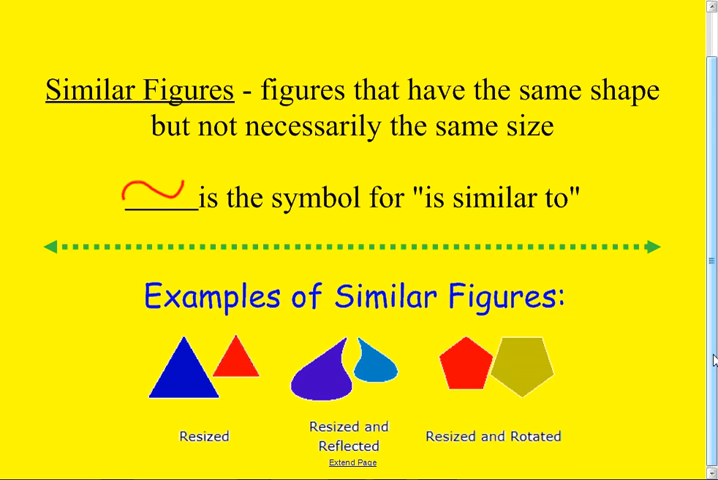 Similar Figures - figures that have the same shape
but not necessarily the same size
~ is the symbol for "is similar to"
Examples of Similar Figures:
Resized
Resized and
Reflected
Resized and Rotated
Extend Page